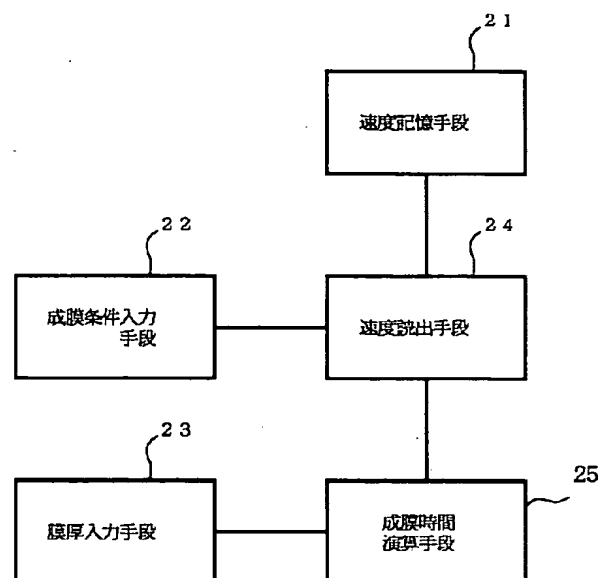 21
速度記憶手段
22
24
成膜条件入力
手段
速度読出手段
23
25
膜厚入力手段
成膜時間
演算手段